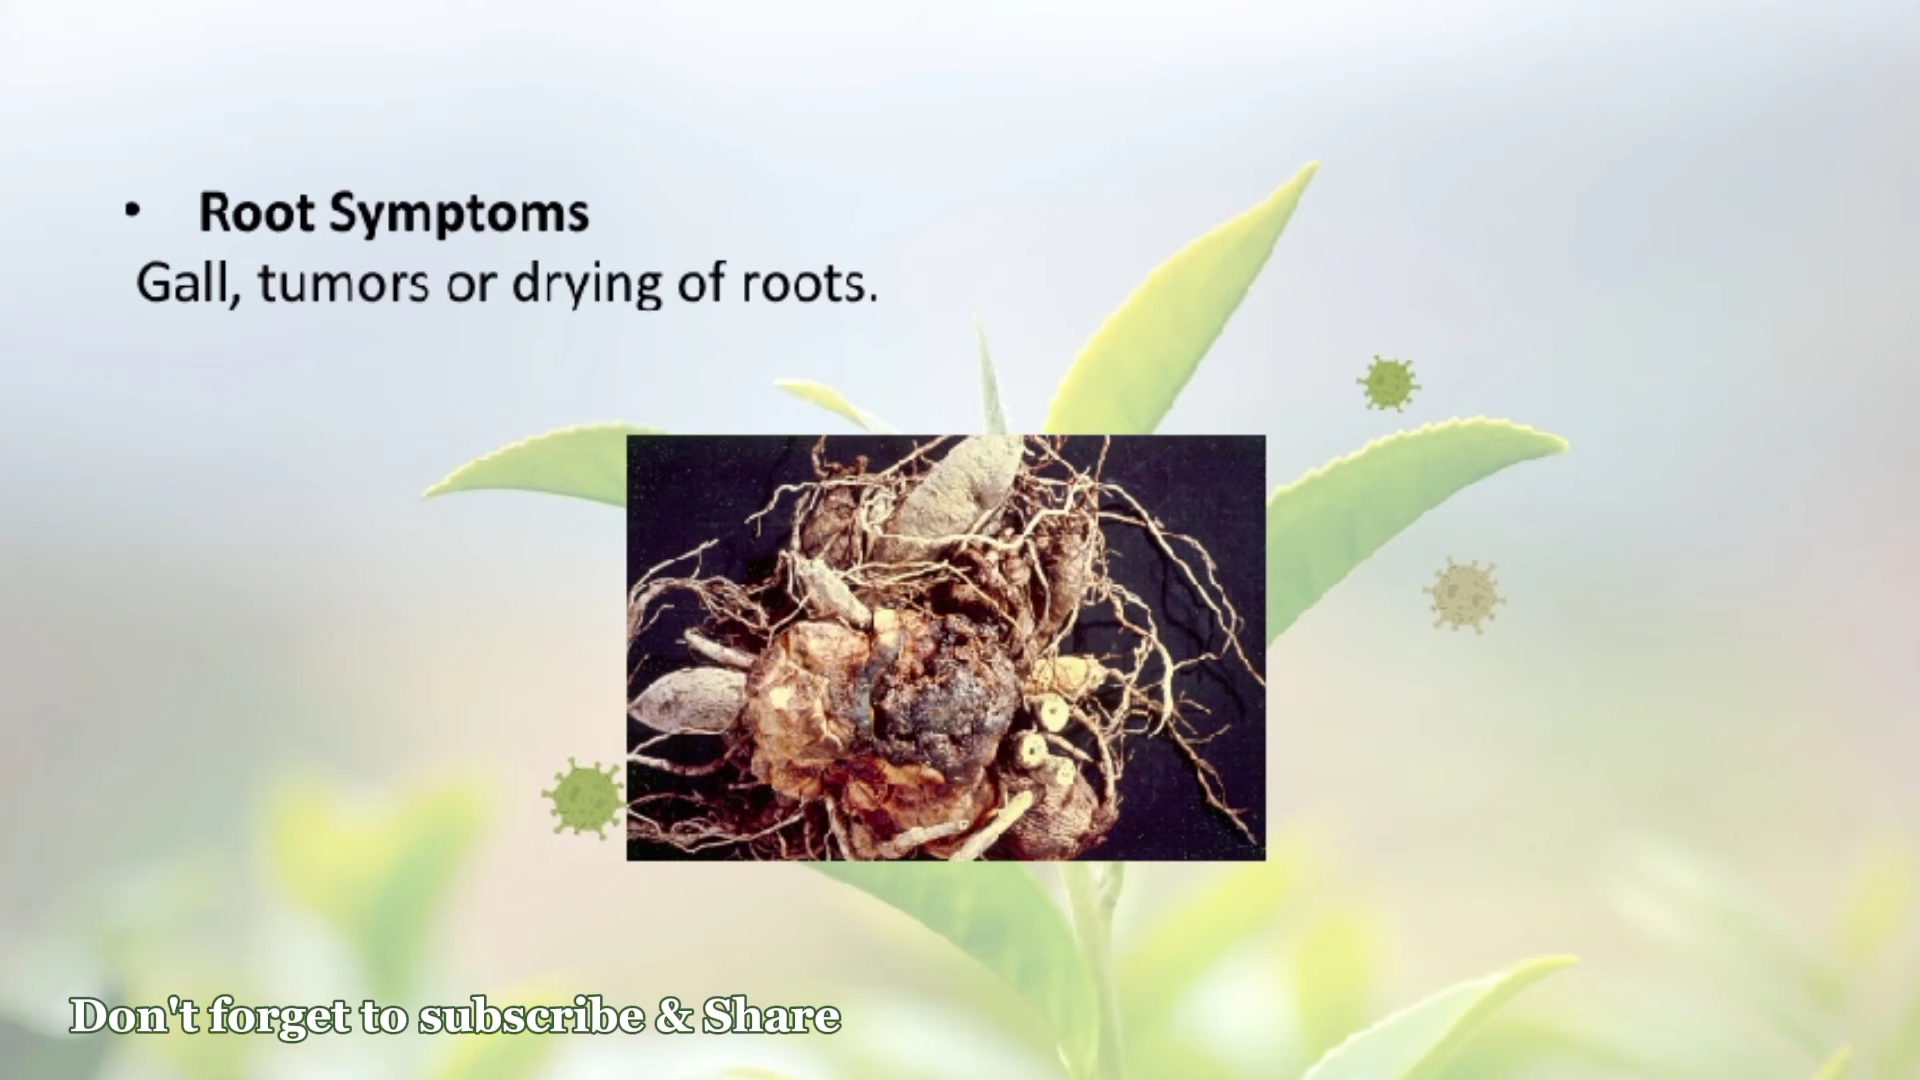 • Root Symptoms
Gall, tumors or drying of roots.
Don't forget to subscribe & Share